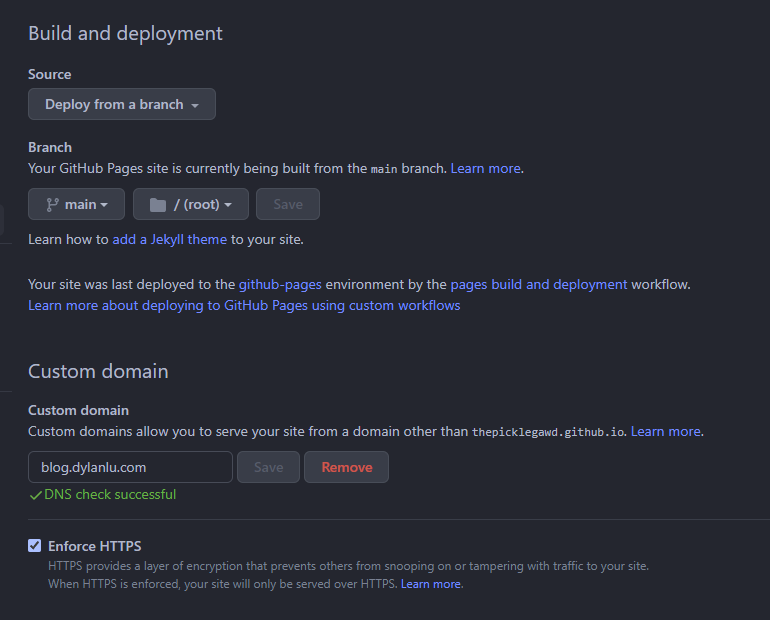 Build and deployment
Source
Deploy from a branch
Branch
Your GitHub Pages site is currently being built from the main branch. Learn more.
main / (root) Save
Learn how to add a Jekyll theme to your site.
Your site was last deployed to the github-pages environment by the pages build and deployment workflow.
Learn more about deploying to GitHub Pages using custom workflows
Custom domain
Custom domain
Custom domains allow you to serve your site from a domain other than thepicklegawd.github.io. Learn more.
blog.dylanlu.com Save Remove
DNS check successful
Enforce HTTPS
HTTPS provides a layer of encryption that prevents others from snooping on or tampering with traffic to your site.
When HTTPS is enforced, your site will only be served over HTTPS. Learn more.